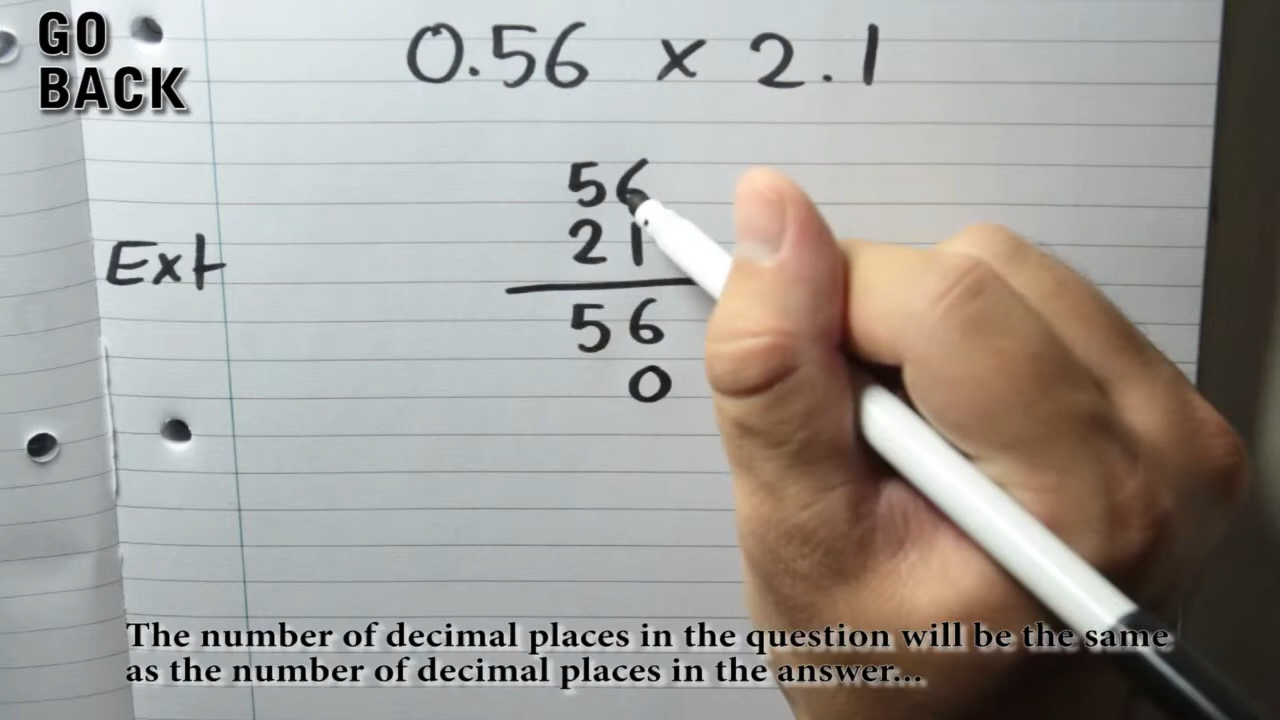 GO
BACK
0.56 x 2.1
56
21
Ext
56
0
The number of decimal places in the question will be the same
as the number of decimal places in the answer...